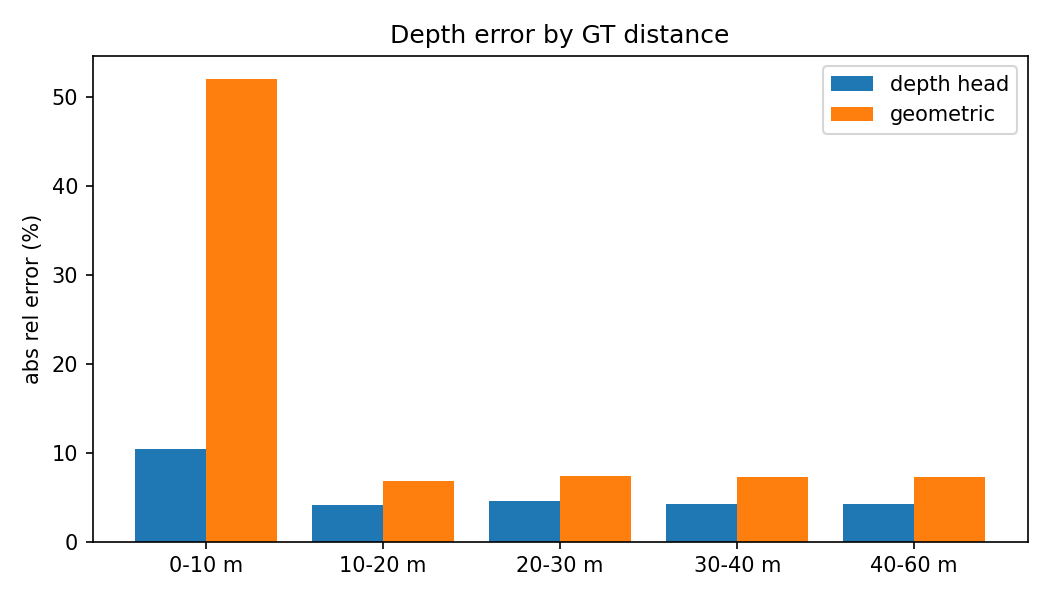 Depth error by GT distance
depth head
geometric
abs rel error (%)
50
40
30
20
10
0
0-10 m
10-20 m
20-30 m
30-40 m
40-60 m